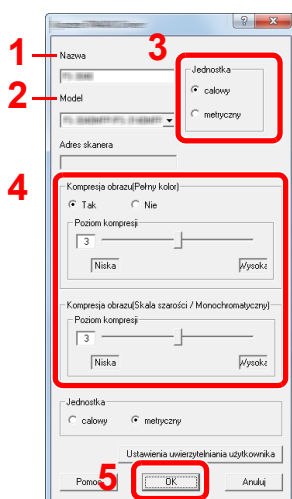 1
Nazwa
2
Model
3
Jednostka
calowy
metryczny
Adres skanera
4
Kompresja obrazu(Pełny kolor)
Tak Nie
Poziom kompresji
3
Niska Wysoka
Kompresja obrazu(Skala szarości / Monochromatyczny)
Poziom kompresji
3
Niska Wysoka
Jednostka
calowy metryczny
Ustawienia uwierzytelniania użytkownika
5
Pomoc OK Anuluj